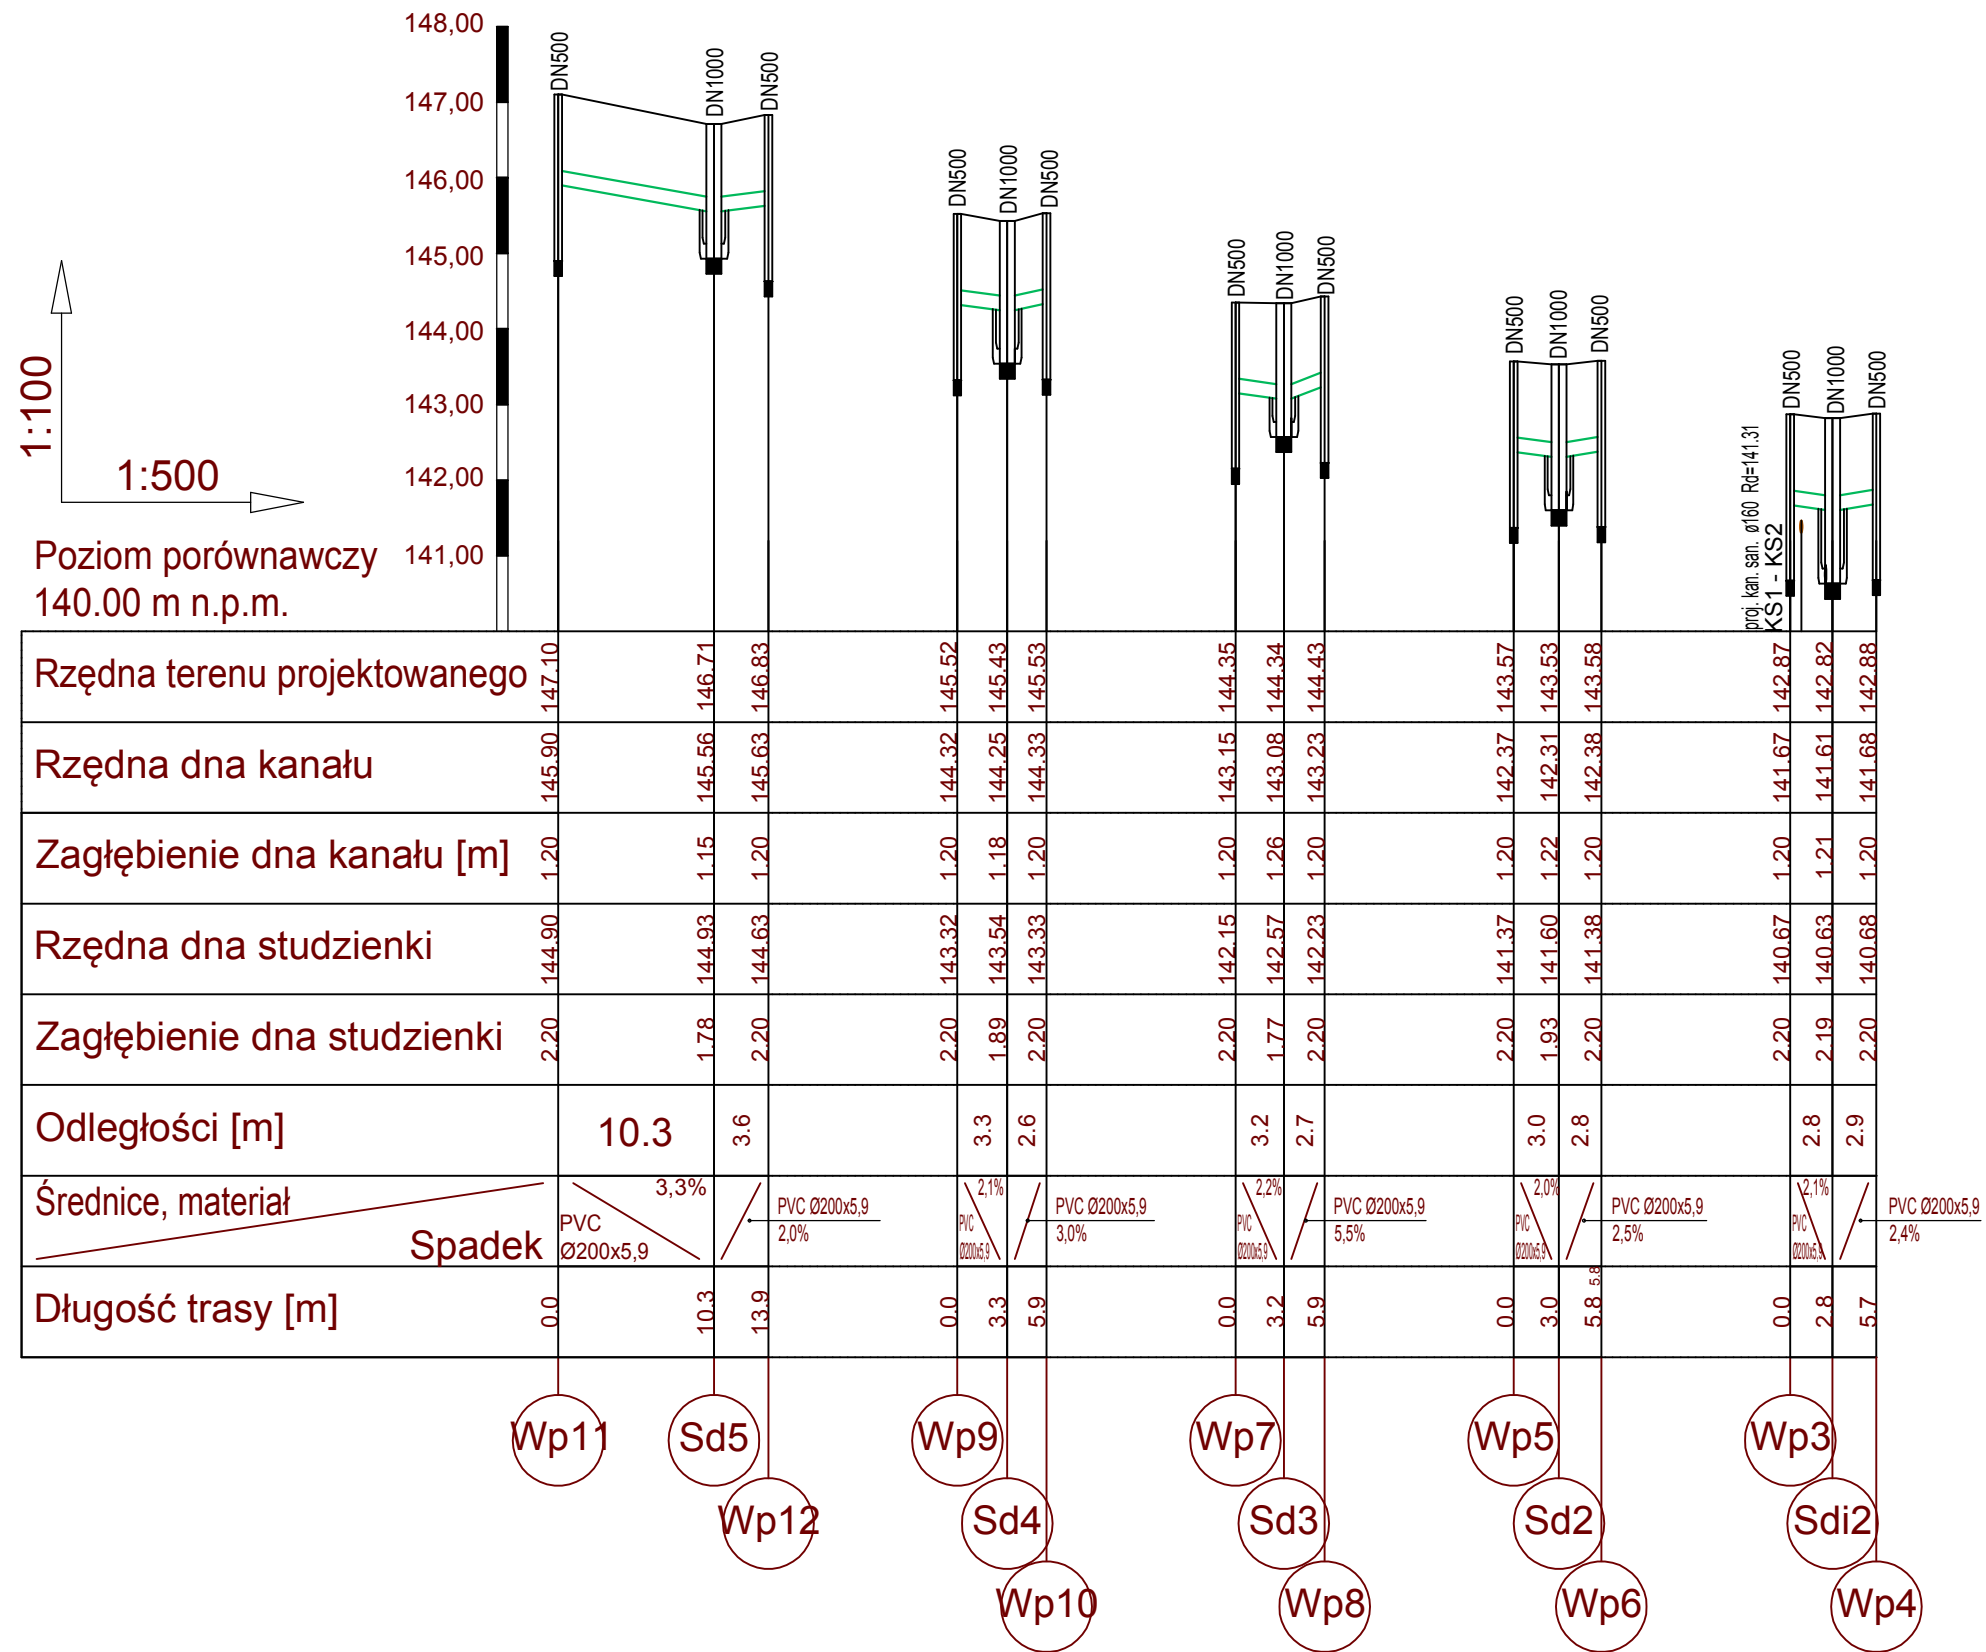 148,00
147,00
146,00
145,00
144,00
143,00
142,00
141,00
1:100
1:500
Poziom porównawczy
140.00 m n.p.m.
DN500
DN1000
DN500
DN500
DN1000
DN500
DN500
DN1000
DN500
DN500
DN1000
DN500
DN500
DN1000
DN500
proj. kan. san. ø160 Rd=141.31
KS1 - KS2
Rzędna terenu projektowanego 147.10 146.71 146.83 145.52 145.43 145.53 144.35 144.34 144.43 143.57 143.53 143.58 142.87 142.82 142.88
Rzędna dna kanału 145.90 145.56 145.63 144.32 144.25 144.33 143.15 143.08 143.23 142.37 142.31 142.38 141.67 141.61 141.68
Zagłębienie dna kanału [m] 1.20 1.15 1.20 1.20 1.18 1.20 1.20 1.26 1.20 1.20 1.22 1.20 1.20 1.21 1.20
Rzędna dna studzienki 144.90 144.93 144.63 143.32 143.54 143.33 142.15 142.57 142.23 141.37 141.60 141.38 140.67 140.63 140.68
Zagłębienie dna studzienki 2.20 1.78 2.20 2.20 1.89 2.20 2.20 1.77 2.20 2.20 1.93 2.20 2.20 2.19 2.20
Odległości [m] 10.3 3.6 3.3 2.6 3.2 2.7 3.0 2.8 2.8 2.9
Średnice, materiał
Spadek
3,3%
PVC
Ø200x5,9
PVC Ø200x5,9
2,0%
2,1%
PVC
Ø200x5,9
PVC Ø200x5,9
3,0%
2,2%
PVC
Ø200x5,9
PVC Ø200x5,9
5,5%
2,0%
PVC
Ø200x5,9
PVC Ø200x5,9
2,5%
2,1%
PVC
Ø200x5,9
PVC Ø200x5,9
2,4%
Długość trasy [m] 0.0 10.3 13.9 0.0 3.3 5.9 0.0 3.2 5.9 0.0 3.0 5.8 5.8 0.0 2.8 5.7
Wp11 Sd5 Wp9 Wp7 Wp5 Wp3
Wp12 Sd4 Sd3 Sd2 Sdi2
Wp10 Wp8 Wp6 Wp4